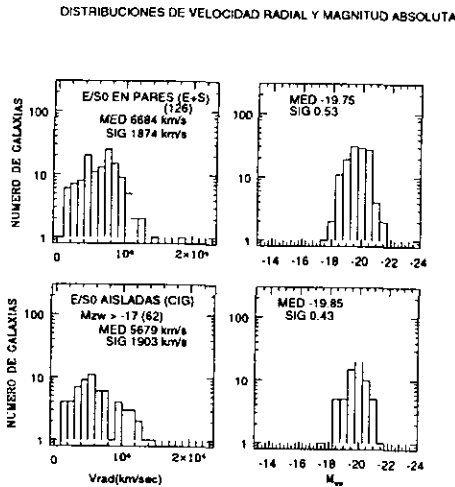 DISTRIBUCIONES DE VELOCIDAD RADIAL Y MAGNITUD ABSOLUTA
NUMERO DE GALAXIAS
100
10
1
E/S0 EN PARES (E+S)
(126)
MED 6684 km/s
SIG 1874 km/s
0
10⁴
2×10⁴
MED -19.75
SIG 0.53
100
10
1
-14 -16 -18 -20 -22 -24
NUMERO DE GALAXIAS
100
10
1
E/S0 AISLADAS (CIG)
Mzw > -17 (62)
MED 5679 km/s
SIG 1903 km/s
0
10⁴
2×10⁴
Vrad(km/sec)
MED -19.85
SIG 0.43
100
10
1
-14 -16 -18 -20 -22 -24